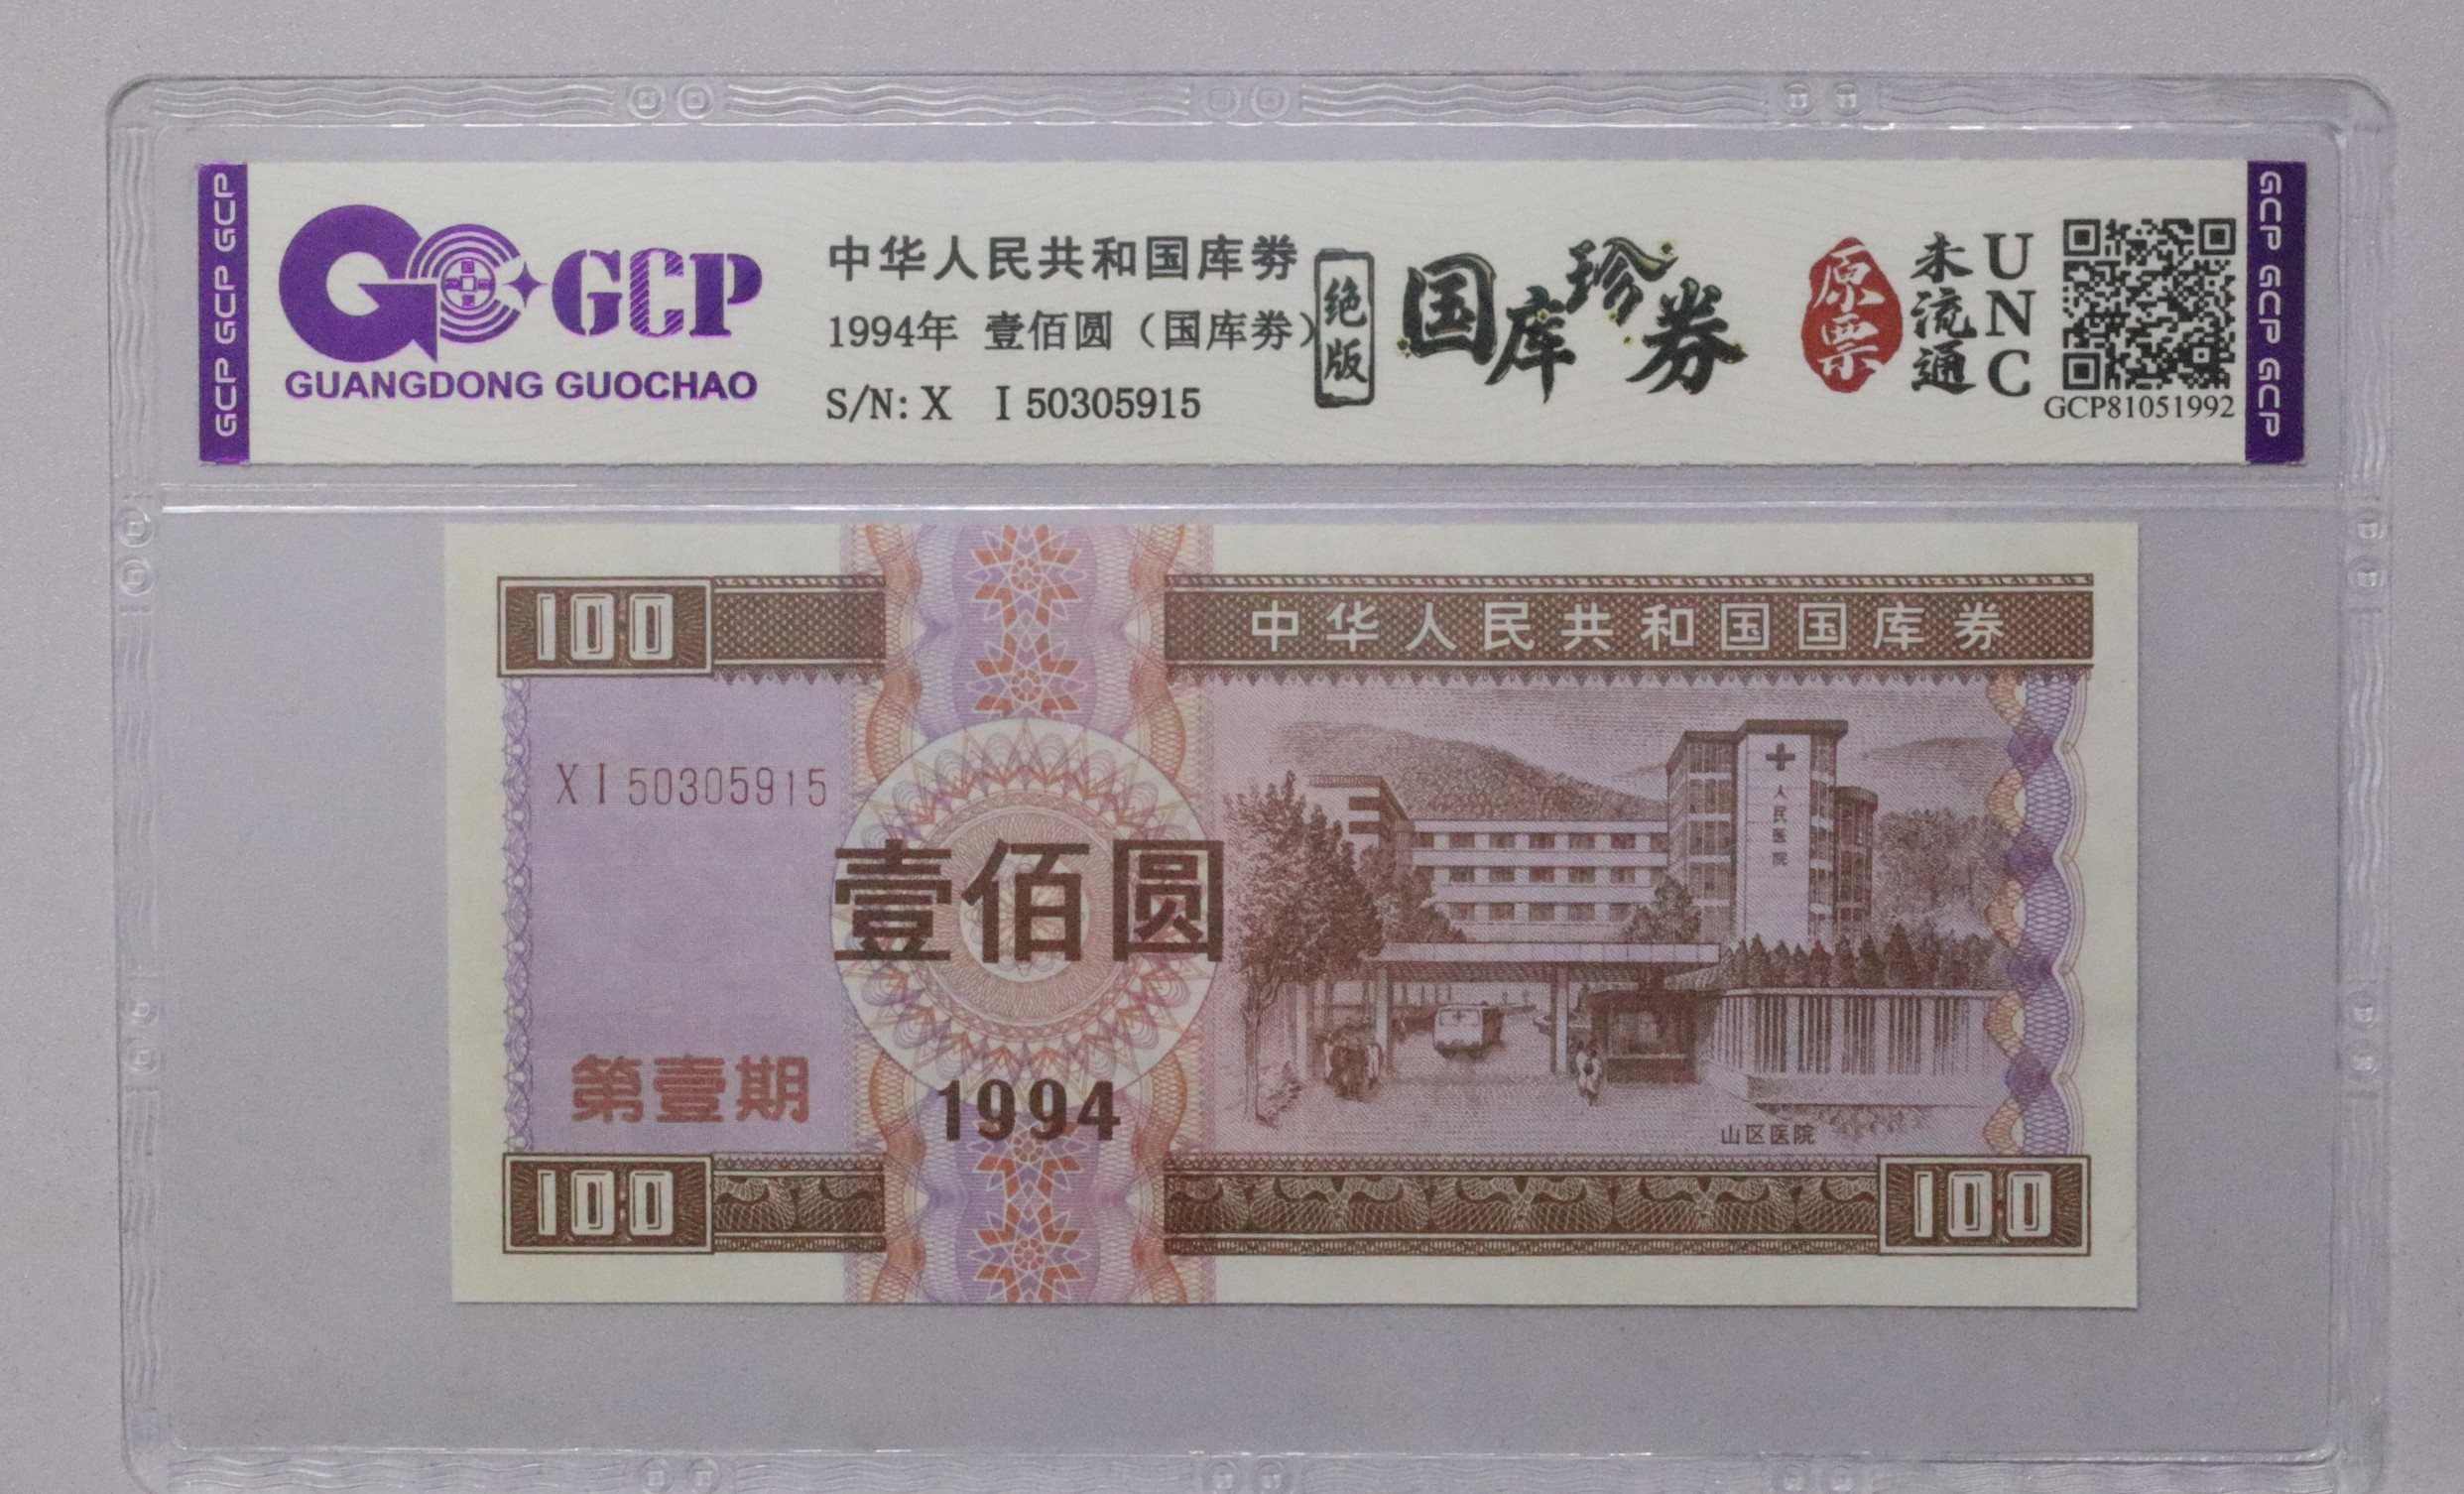 GCP GCP GCP
GCP
GUANGDONG GUOCHAO
中华人民共和国库券
1994年 壹佰圆（国库券）
S/N: X I 50305915
绝版
国库珍券
原票
未流通
UNC
GCP81051992
GCP GCP GCP
100
中华人民共和国国库券
XI50305915
人民医院
壹佰圆
第壹期
1994
山区医院
100
100